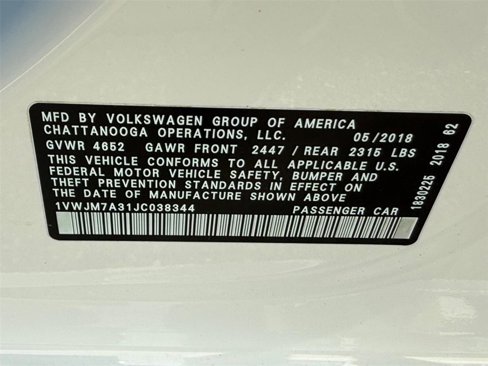 MFD BY VOLKSWAGEN GROUP OF AMERICA
CHATTANOOGA OPERATIONS, LLC. 05/2018
GVWR 4652 GAWR FRONT 2447 / REAR 2315 LBS
THIS VEHICLE CONFORMS TO ALL APPLICABLE U.S.
FEDERAL MOTOR VEHICLE SAFETY, BUMPER AND
THEFT PREVENTION STANDARDS IN EFFECT ON
THE DATE OF MANUFACTURE SHOWN ABOVE
1VWJM7A31JC038344 PASSENGER CAR
1830225 2018 62